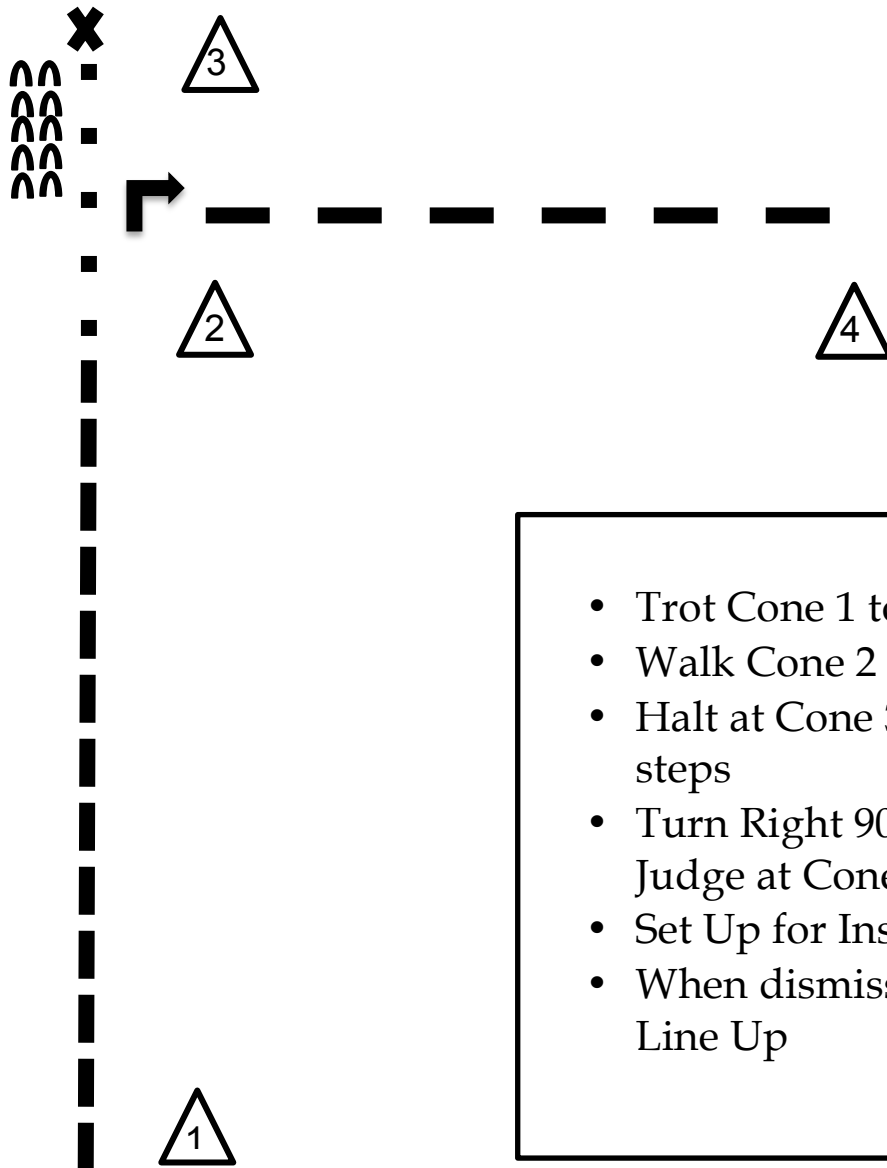 3
2
4
• Trot Cone 1 to
• Walk Cone 2
• Halt at Cone
steps
• Turn Right 90
Judge at Cone
• Set Up for Ins
• When dismiss
Line Up
1